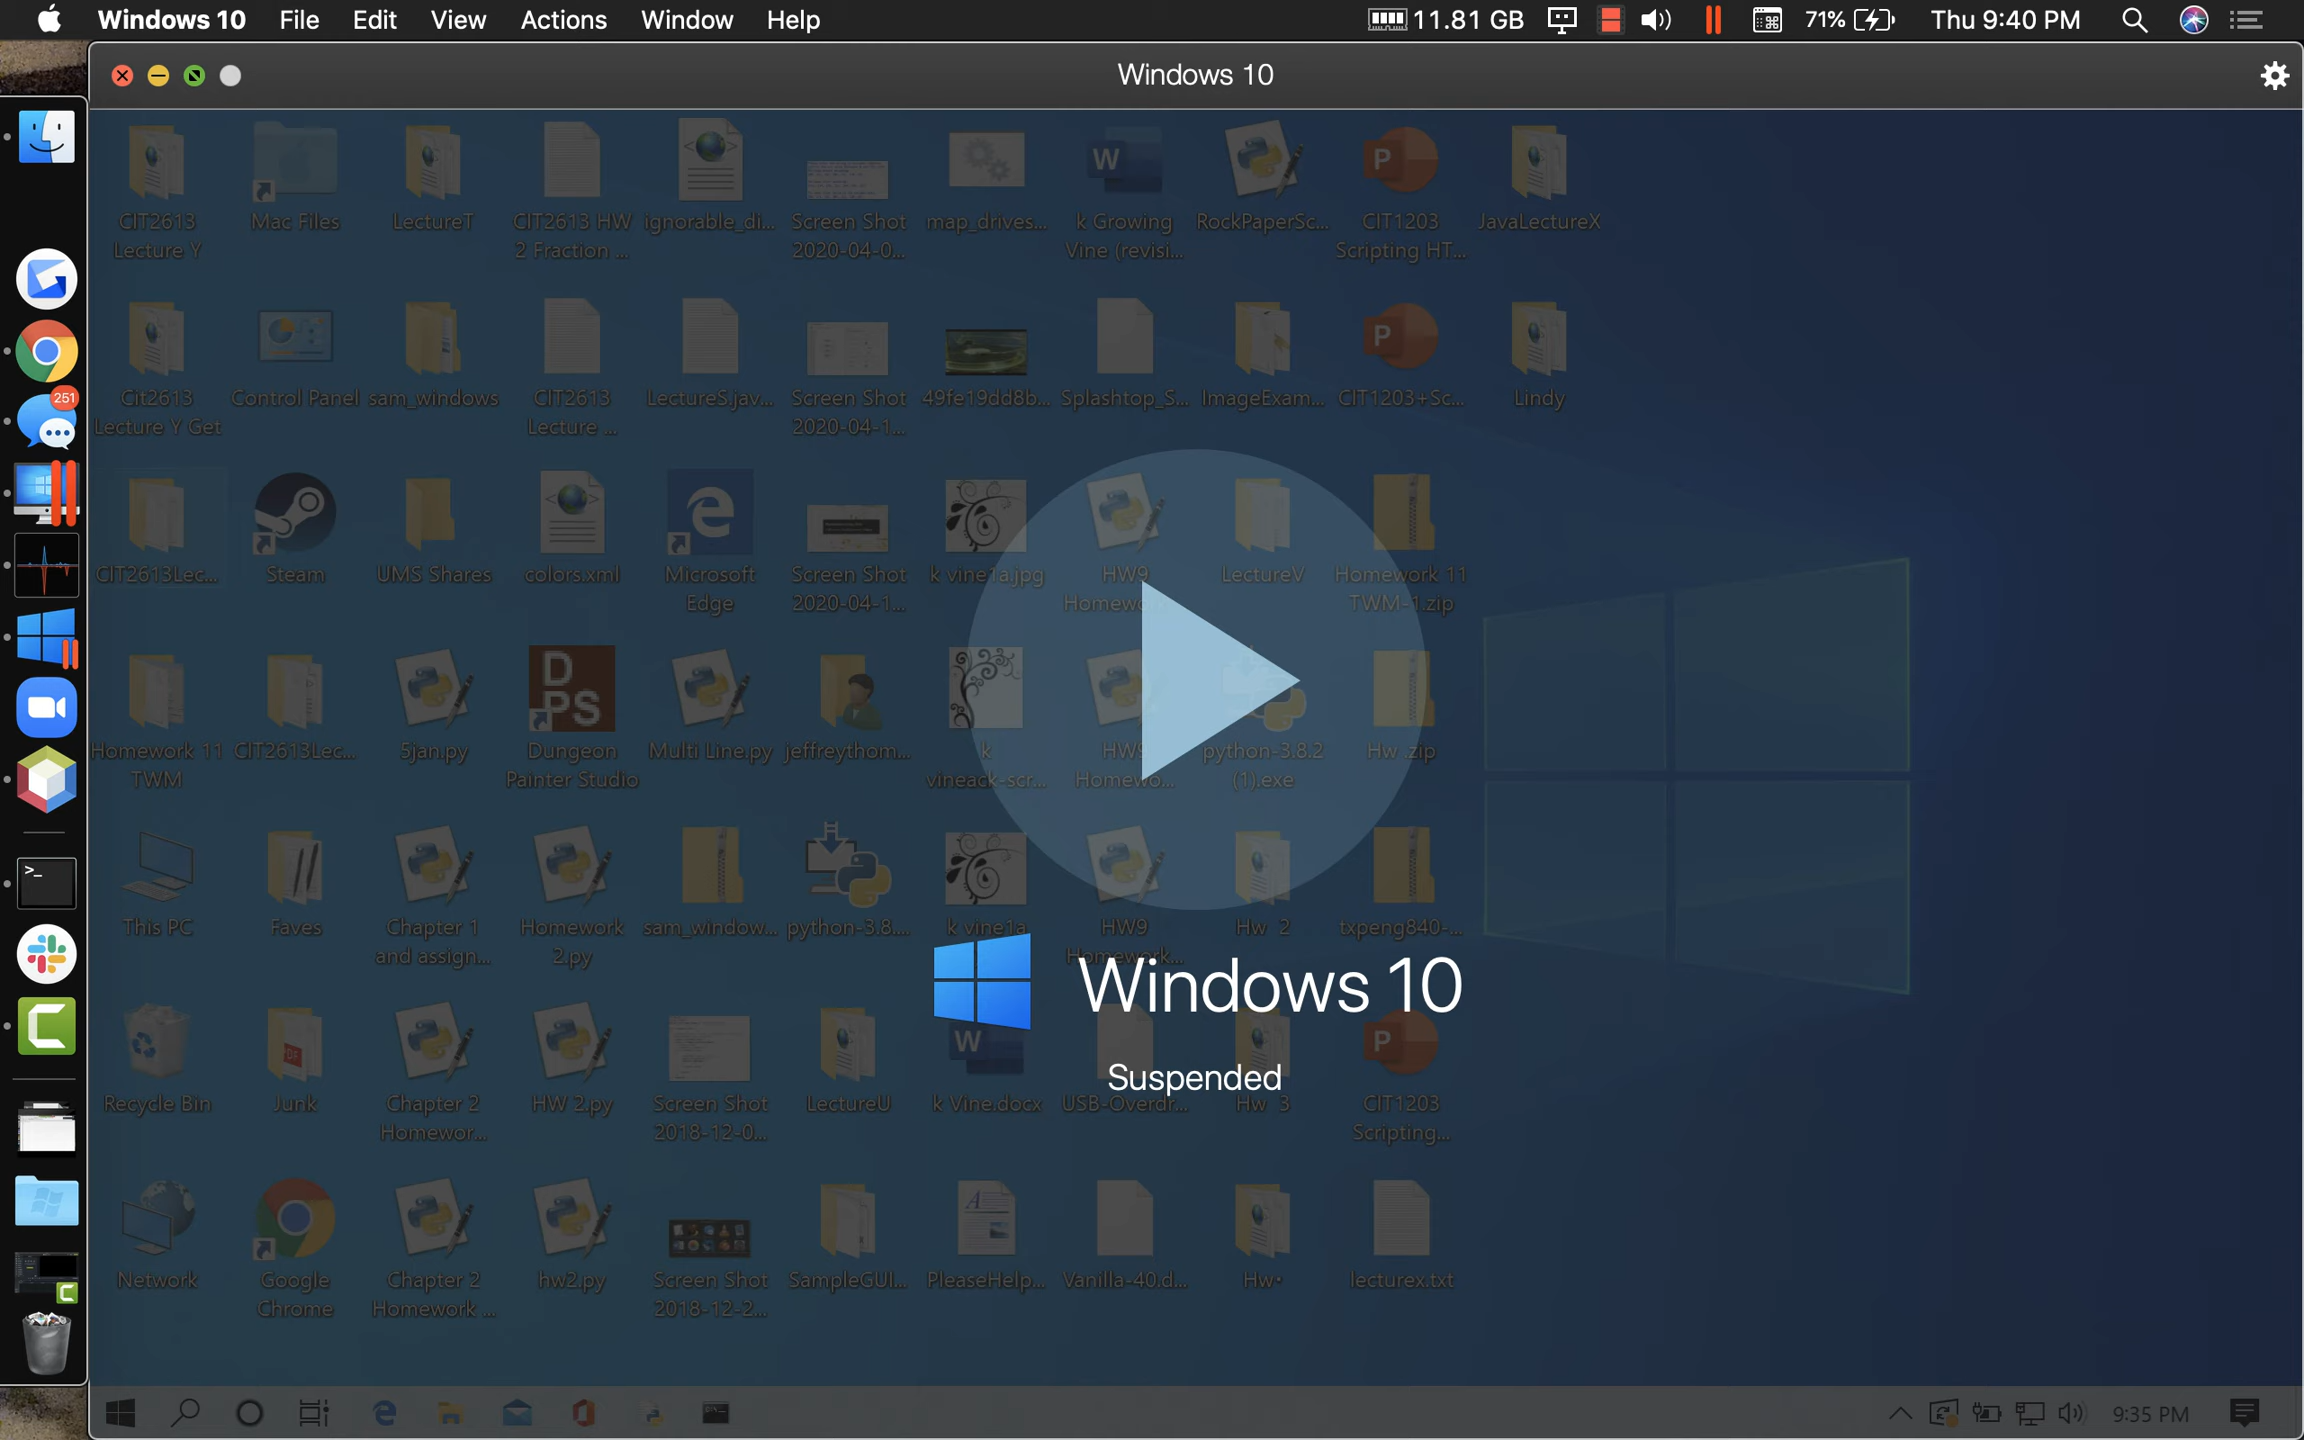 Windows 10 File Edit View Actions Window Help 11.81 GB 71% Thu 9:40 PM
Windows 10
CIT2613 Lecture Y
Mac Files
LectureT
CIT2613 HW 2 Fraction ...
ignorable_di...
Screen Shot 2020-04-0...
map_drives...
k Growing Vine (revisi...
RockPaperSc...
CIT1203 Scripting HT...
JavaLectureX
Cit2613 Lecture Y Get
Control Panel
sam_windows
CIT2613 Lecture ...
LectureS.jav...
Screen Shot 2020-04-1...
49fe19dd8b...
Splashtop_S...
ImageExam...
CIT1203+Sc...
Lindy
251
CIT2613Lec...
Steam
UMS Shares
colors.xml
Microsoft Edge
Screen Shot 2020-04-1...
k vine1a.jpg
HW9
LectureV
Homework 11 TWM-1.zip
Homework 11 TWM
CIT2613Lec...
5jan.py
D PS
Dungeon Painter Studio
Multi Line.py
jeffreythom...
k vineack-scr...
HW9 Homewo...
python-3.8.2 (1).exe
Hw .zip
This PC
Faves
Chapter 1 and assign...
Homework 2.py
sam_window...
python-3.8....
k vine1a
HW9 Homework...
Hw 2
txpeng840-...
Windows 10
Suspended
Recycle Bin
Junk
Chapter 2 Homewor...
HW 2.py
Screen Shot 2018-12-0...
LectureU
k Vine.docx
USB-Overdr...
Hw 3
CIT1203 Scripting...
Network
Google Chrome
Chapter 2 Homework ...
hw2.py
Screen Shot 2018-12-2...
SampleGUI...
PleaseHelp...
Vanilla-40.d...
Hw•
lecturex.txt
9:35 PM